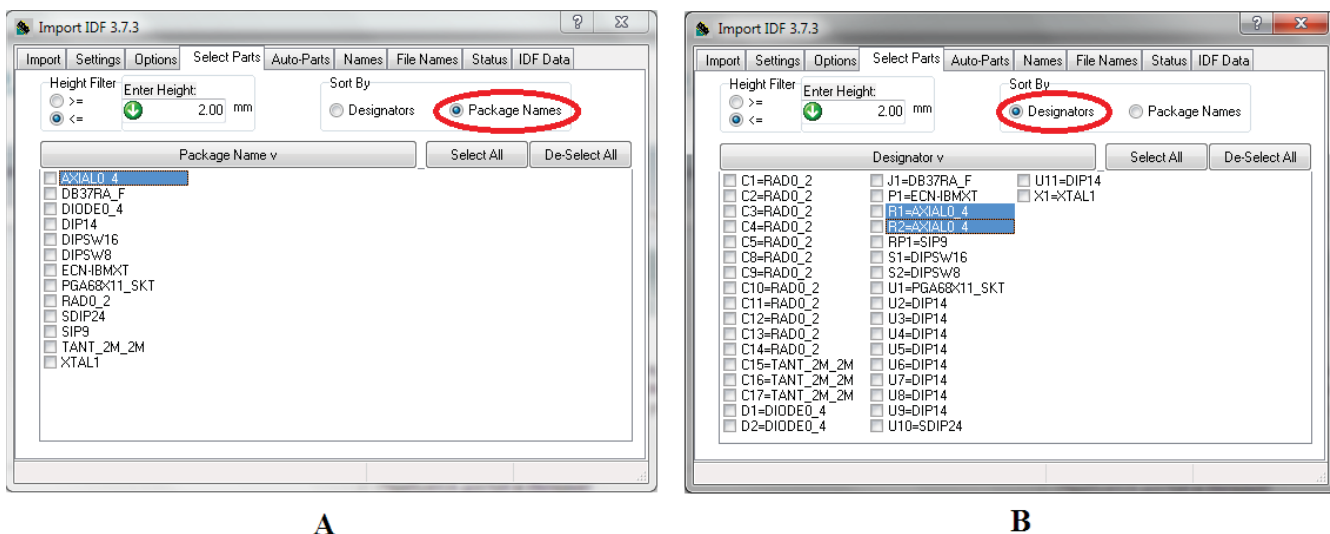 Import IDF 3.7.3
Import Settings Options Select Parts Auto-Parts Names File Names Status IDF Data
Height Filter
>=
<=
Enter Height:
2.00 mm
Sort By
Designators Package Names
Package Name v Select All De-Select All
AXIAL0_4
DB37RA_F
DIODE0_4
DIP14
DIPSW16
DIPSW8
ECN-IBMXT
PGA68X11_SKT
RAD0_2
SDIP24
SIP9
TANT_2M_2M
XTAL1
A
Import IDF 3.7.3
Import Settings Options Select Parts Auto-Parts Names File Names Status IDF Data
Height Filter
>=
<=
Enter Height:
2.00 mm
Sort By
Designators Package Names
Designator v Select All De-Select All
C1=RAD0_2
C2=RAD0_2
C3=RAD0_2
C4=RAD0_2
C5=RAD0_2
C8=RAD0_2
C9=RAD0_2
C10=RAD0_2
C11=RAD0_2
C12=RAD0_2
C13=RAD0_2
C14=RAD0_2
C15=TANT_2M_2M
C16=TANT_2M_2M
C17=TANT_2M_2M
D1=DIODE0_4
D2=DIODE0_4
J1=DB37RA_F
P1=ECN-IBMXT
R1=AXIAL0_4
R2=AXIAL0_4
RP1=SIP9
S1=DIPSW16
S2=DIPSW8
U1=PGA68X11_SKT
U2=DIP14
U3=DIP14
U4=DIP14
U5=DIP14
U6=DIP14
U7=DIP14
U8=DIP14
U9=DIP14
U10=SDIP24
U11=DIP14
X1=XTAL1
B